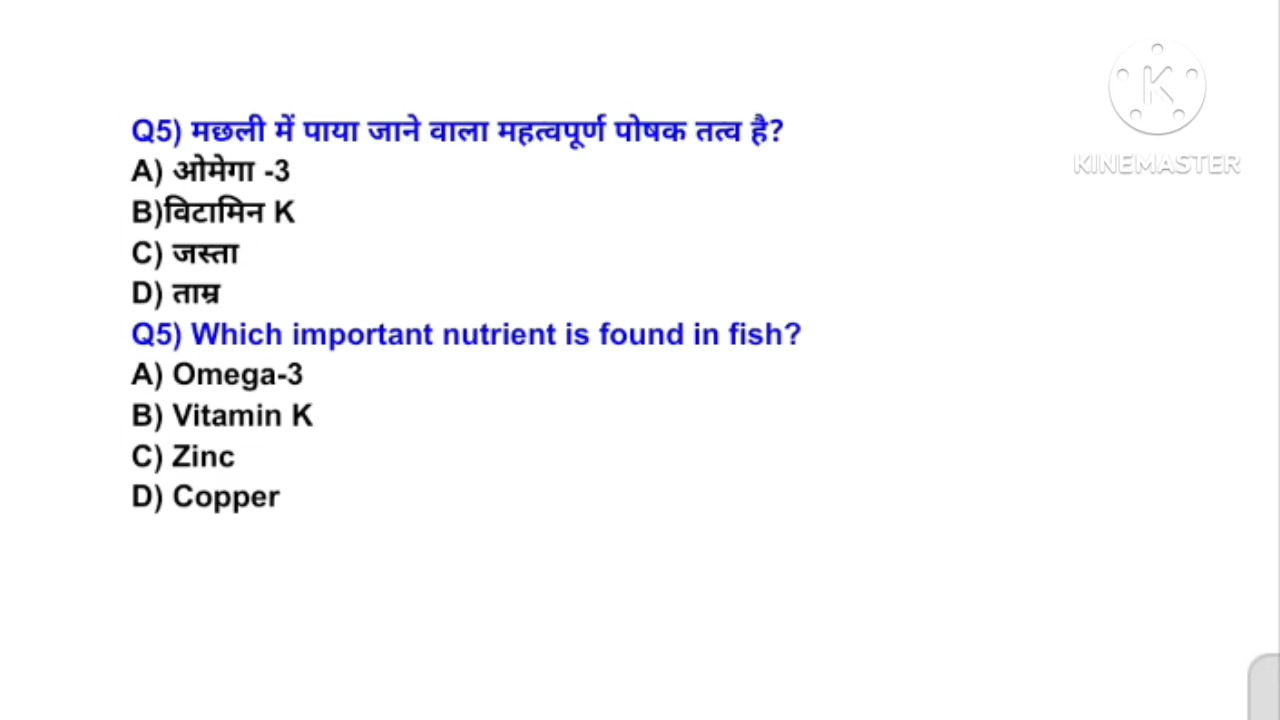 Q5) मछली में पाया जाने वाला महत्वपूर्ण पोषक तत्व है?
A) ओमेगा -3
B)विटामिन K
C) जस्ता
D) ताम्र
Q5) Which important nutrient is found in fish?
A) Omega-3
B) Vitamin K
C) Zinc
D) Copper
K
KINEMASTER